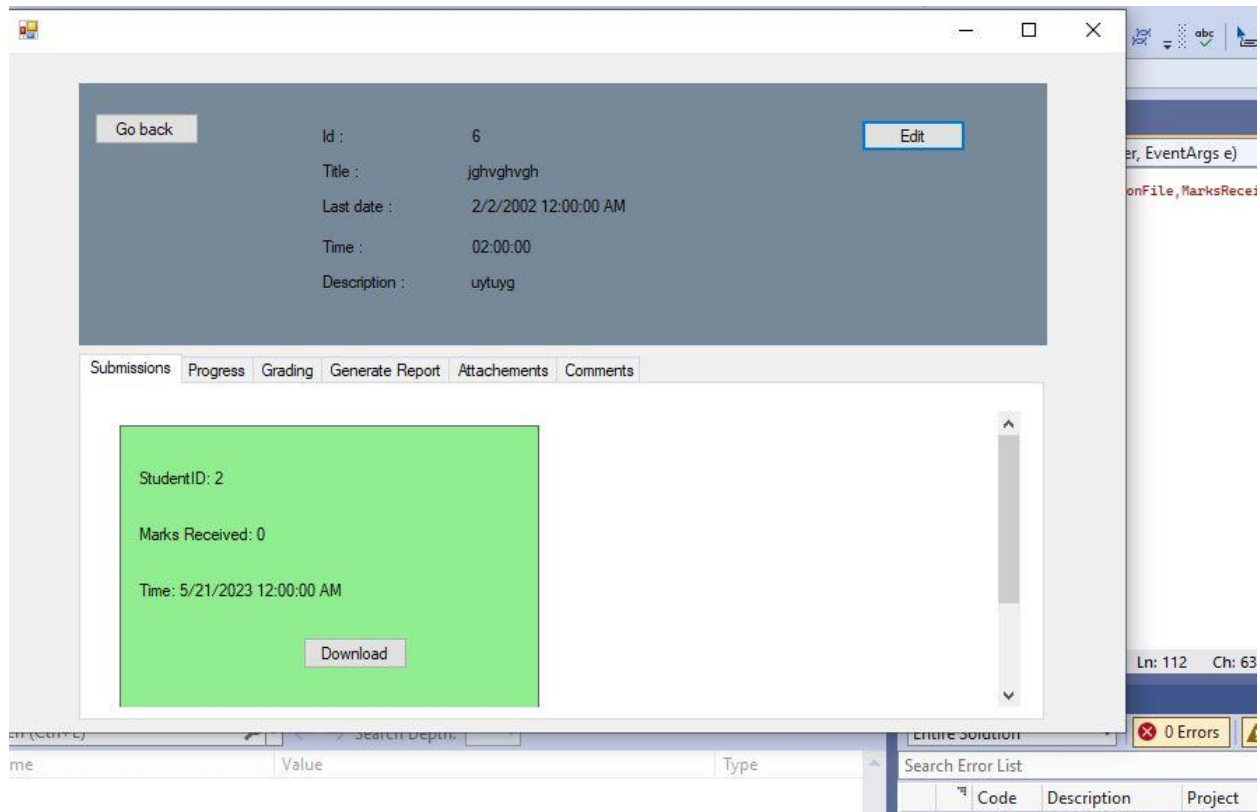 abc
Go back
Id :
6
Edit
er, EventArgs e)
Title :
jghvghvgh
onFile,MarksRecei
Last date :
2/2/2002 12:00:00 AM
Time :
02:00:00
Description :
uytuyg
Submissions Progress Grading Generate Report Attachements Comments
StudentID: 2
Marks Received: 0
Time: 5/21/2023 12:00:00 AM
Download
Ln: 112 Ch: 63
Search Depth:
Entire Solution
0 Errors
me
Value
Type
Search Error List
Code Description Project